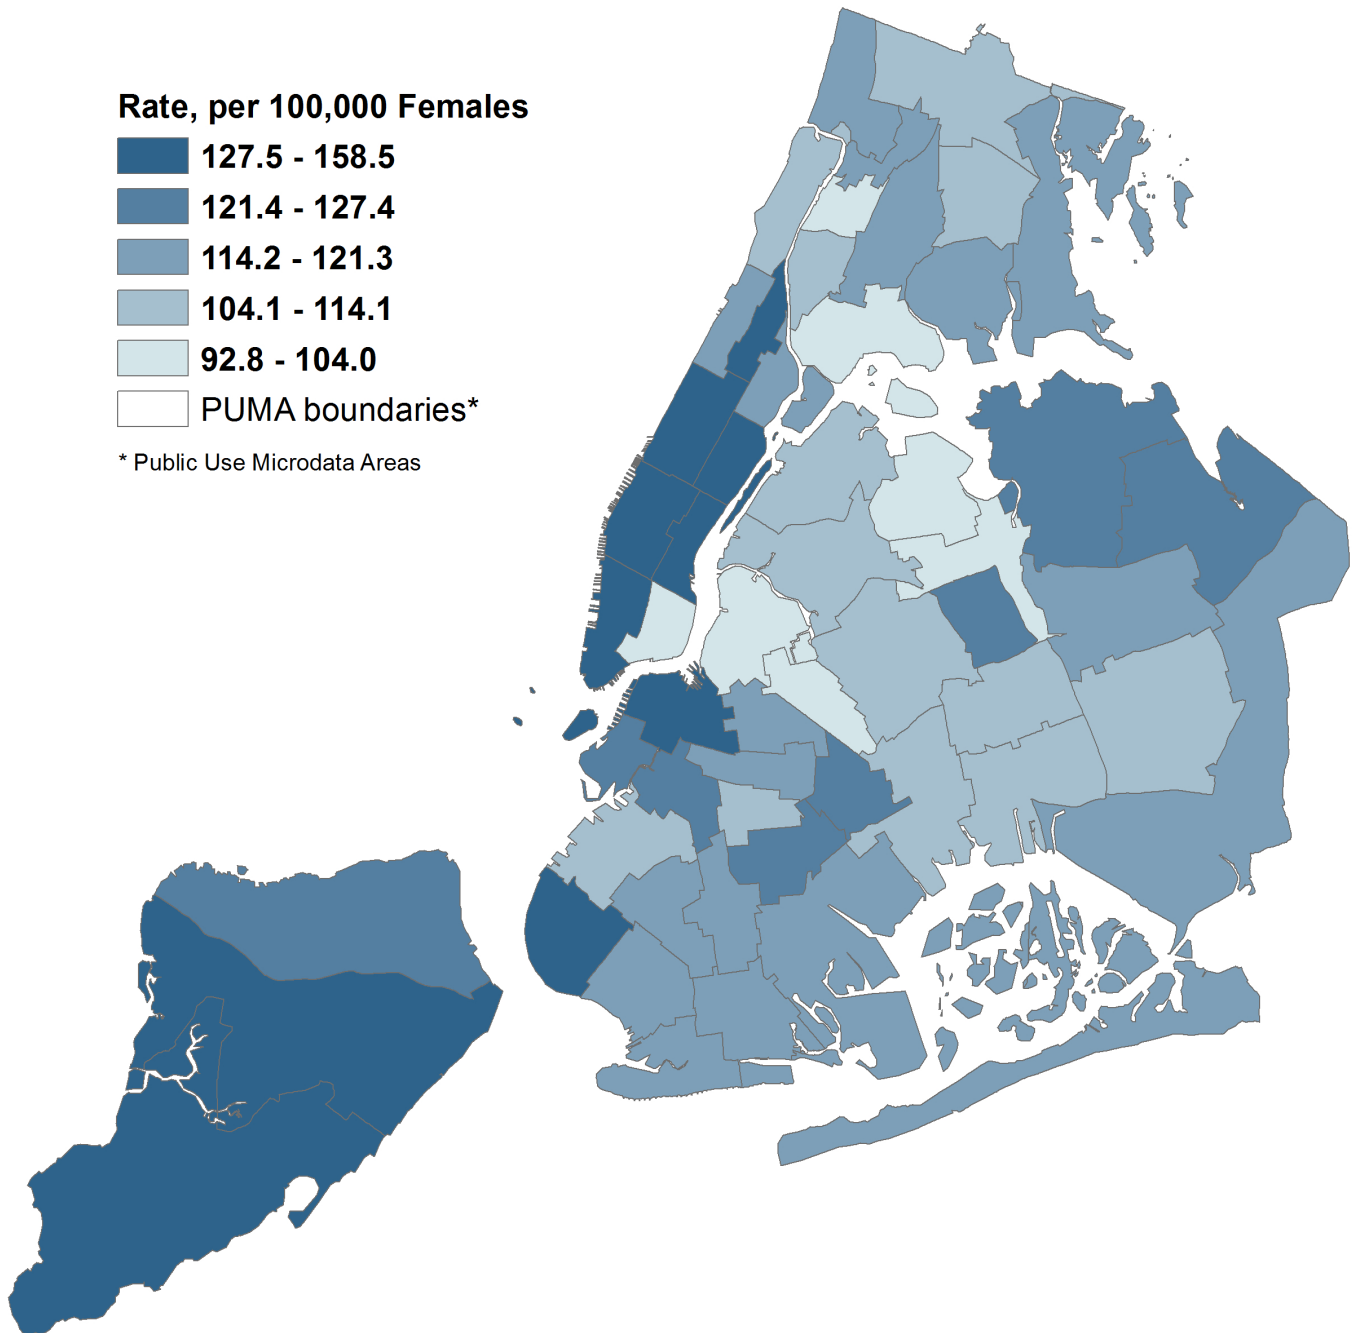 Rate, per 100,000 Females
127.5 - 158.5
121.4 - 127.4
114.2 - 121.3
104.1 - 114.1
92.8 - 104.0
PUMA boundaries*
* Public Use Microdata Areas